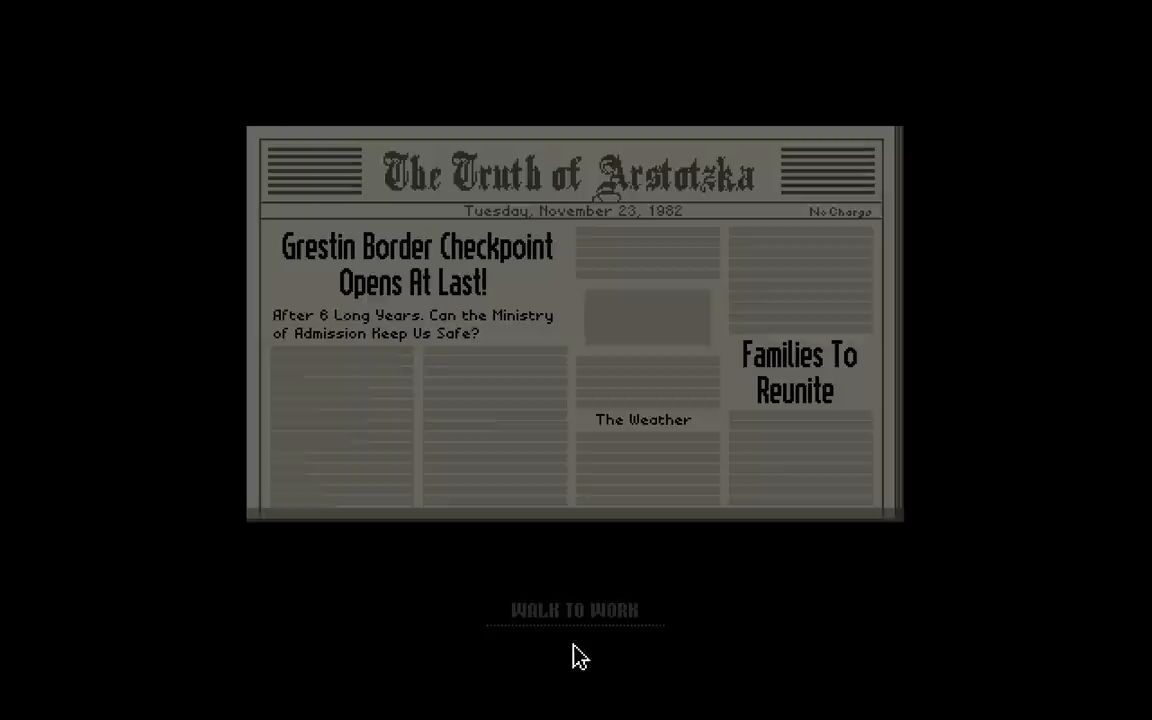 The Truth of Arstotzka
Tuesday, November 23, 1982
No Charge
Grestin Border Checkpoint
Opens At Last!
After 6 Long Years. Can the Ministry
of Admission Keep Us Safe?
The Weather
Families To
Reunite
WALK TO WORK